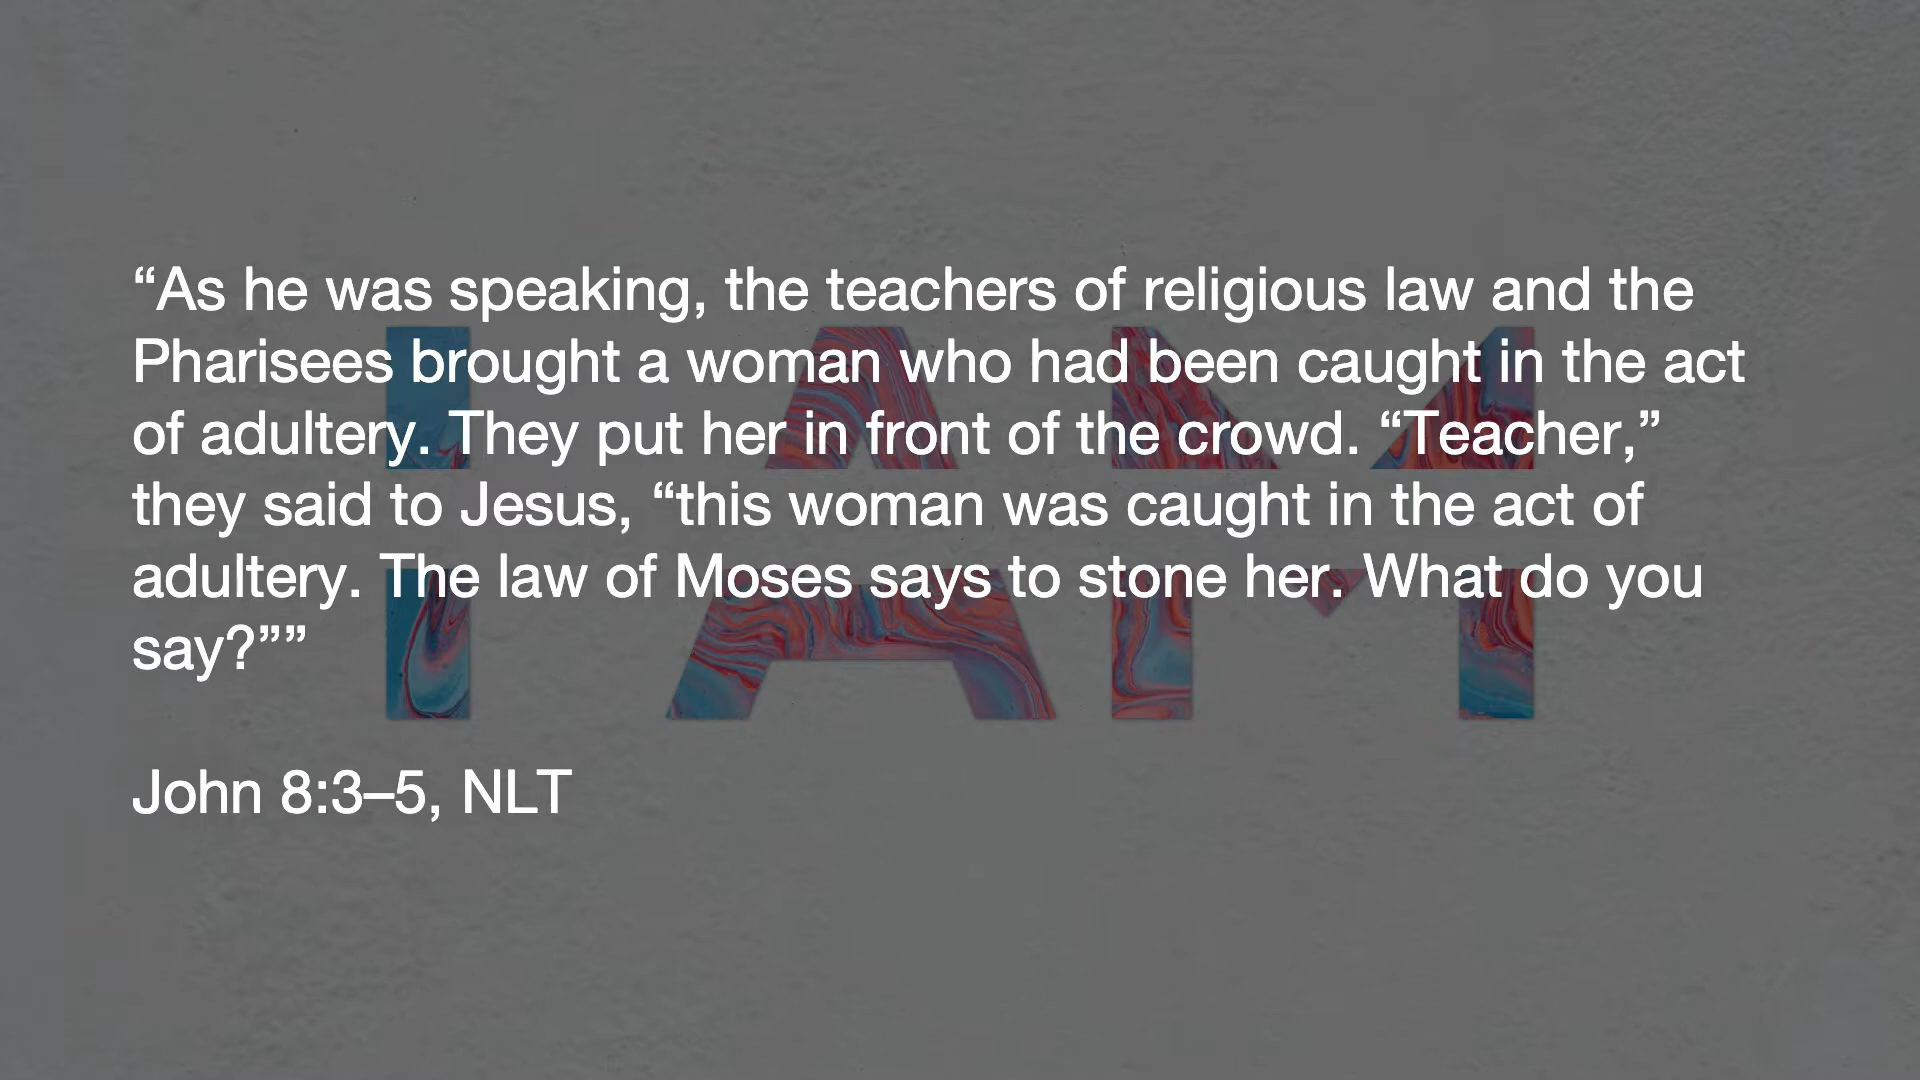 “As he was speaking, the teachers of religious law and the
Pharisees brought a woman who had been caught in the act
of adultery. They put her in front of the crowd. “Teacher,”
they said to Jesus, “this woman was caught in the act of
adultery. The law of Moses says to stone her. What do you
say?””
John 8:3–5, NLT
I AM